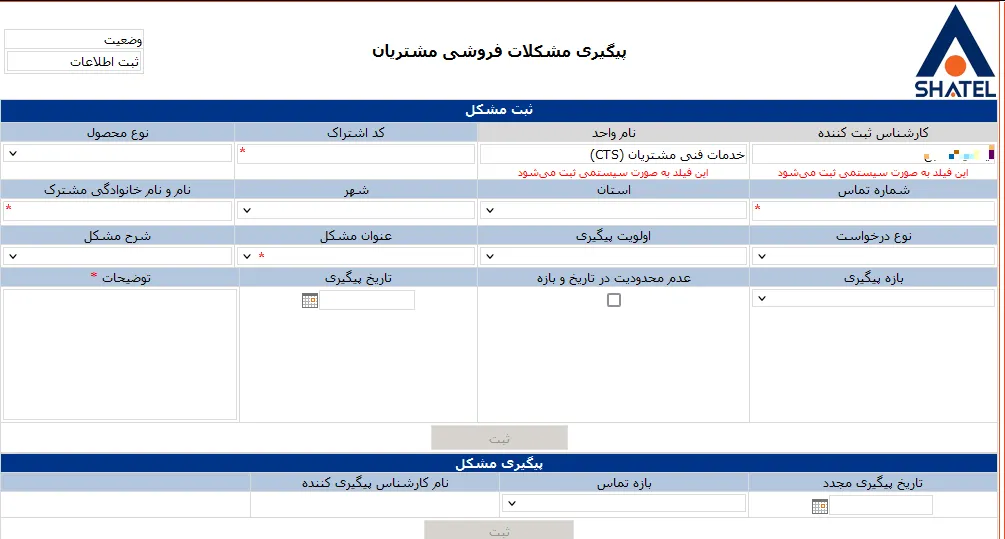 وضعیت
ثبت اطلاعات
پیگیری مشکلات فروشی مشتریان
SHATEL
ثبت مشکل
کارشناس ثبت کننده
نام واحد
کد اشتراک
نوع محصول
خدمات فنی مشتریان (CTS)
*
این فیلد به صورت سیستمی ثبت می‌شود
این فیلد به صورت سیستمی ثبت می‌شود
شماره تماس
استان
شهر
نام و نام خانوادگی مشترک
*
*
نوع درخواست
اولویت پیگیری
عنوان مشکل
شرح مشکل
*
بازه پیگیری
عدم محدودیت در تاریخ و بازه
تاریخ پیگیری
توضیحات *
ثبت
پیگیری مشکل
تاریخ پیگیری مجدد
بازه تماس
نام کارشناس پیگیری کننده
ثبت